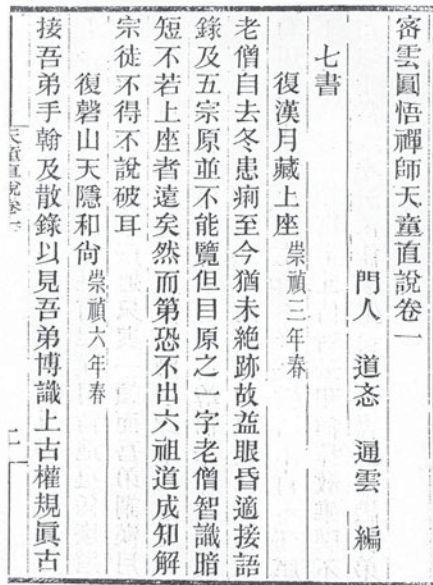 密雲圓悟禪師天童直說卷一
門人 道忞 通雲 編
七書
復漢月藏上座崇禎三年春
老僧自去冬患痢至今猶未絶跡故益眼昏適接語
錄及五宗原並不能覽但目原之 字老僧智識暗
短不若上座者遠矣然而第恐不出六祖道成知解
宗徒不得不說破耳
復磬山天隱和尙崇禎六年春
接吾弟手翰及散錄以見吾弟博識上古權規眞古
天童直說卷一